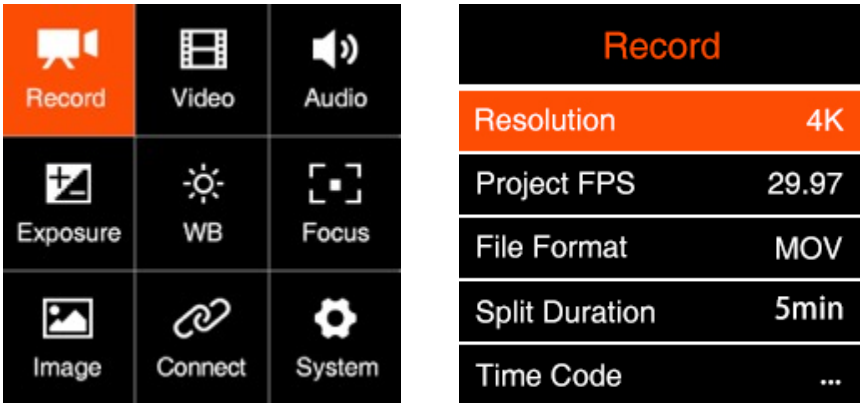 Record Video Audio
Exposure WB Focus
Image Connect System
Record
Resolution 4K
Project FPS 29.97
File Format MOV
Split Duration 5min
Time Code ...